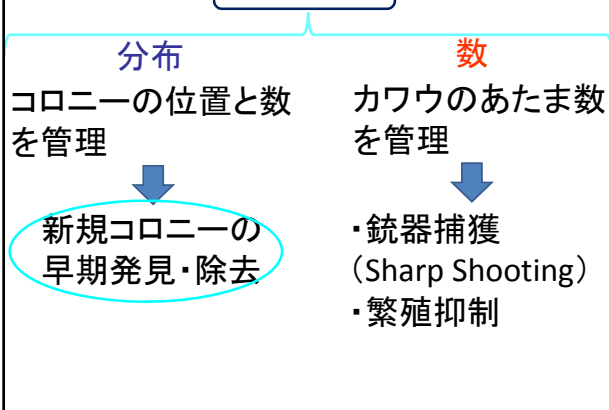 分布
コロニーの位置と数
を管理
新規コロニーの
早期発見・除去
数
カワウのあたま数
を管理
・銃器捕獲
（Sharp Shooting）
・繁殖抑制